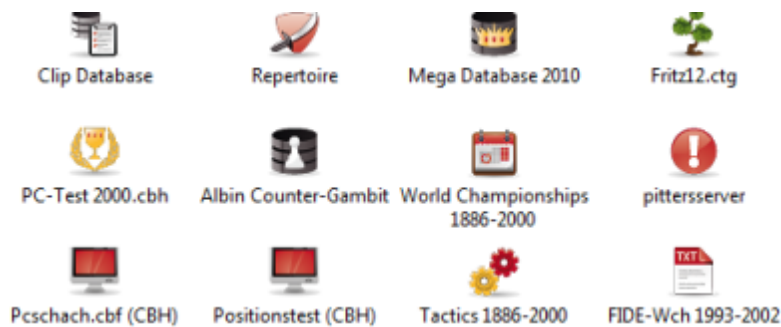 Clip Database
Repertoire
Mega Database 2010
Fritz12.ctg
PC-Test 2000.cbh
Albin Counter-Gambit
World Championships
1886-2000
pittersserver
Pcschach.cbf (CBH)
Positionstest (CBH)
Tactics 1886-2000
TXT
FIDE-Wch 1993-2002